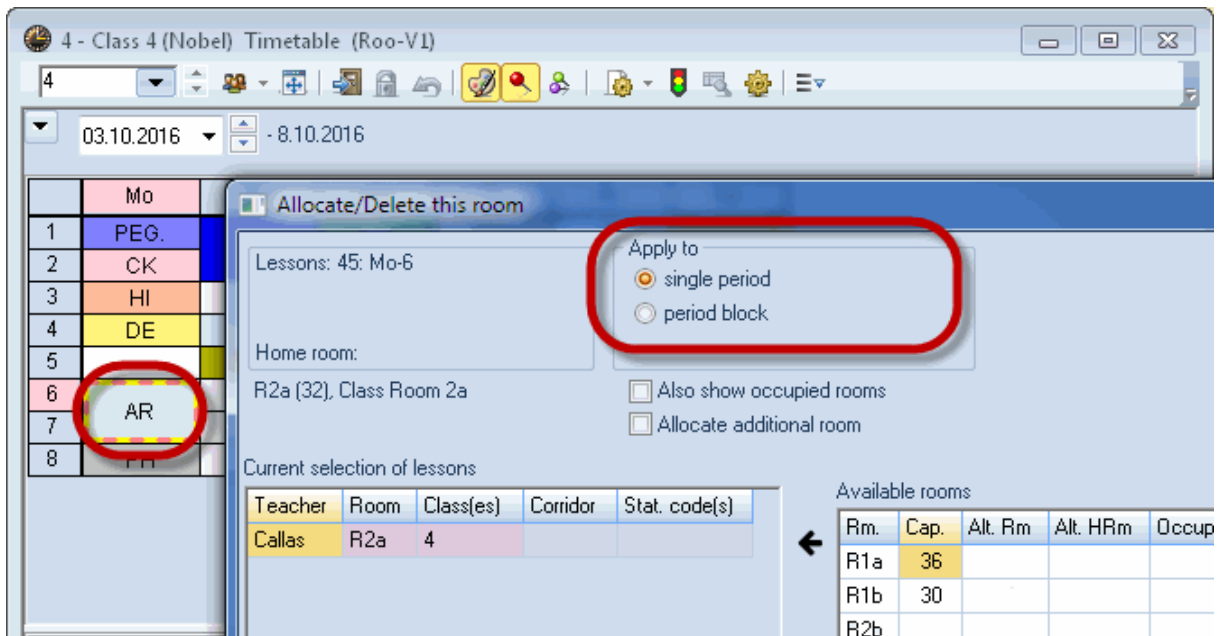 4 - Class 4 (Nobel) Timetable (Roo-V1)
4
03.10.2016 - 8.10.2016
Mo
1 PEG.
2 CK
3 HI
4 DE
5
6
AR
7
8
Allocate/Delete this room
Lessons: 45: Mo-6
Home room:
R2a (32), Class Room 2a
Apply to
single period
period block
Also show occupied rooms
Allocate additional room
Current selection of lessons
Teacher Room Class(es) Corridor Stat. code(s)
Callas R2a 4
Available rooms
Rm. Cap. Alt. Rm Alt. HRm Occup
R1a 36
R1b 30
R2b